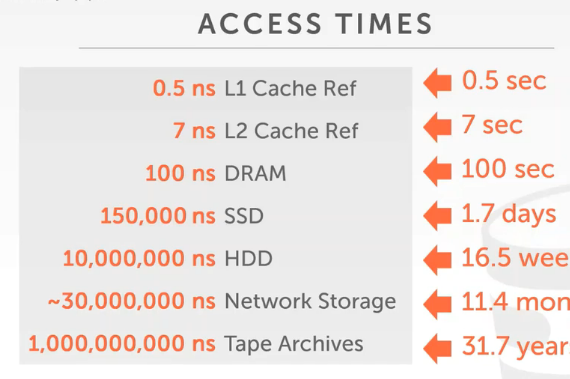 ACCESS TIMES
0.5 ns L1 Cache Ref 0.5 sec
7 ns L2 Cache Ref 7 sec
100 ns DRAM 100 sec
150,000 ns SSD 1.7 days
10,000,000 ns HDD 16.5 wee
~30,000,000 ns Network Storage 11.4 mon
1,000,000,000 ns Tape Archives 31.7 year